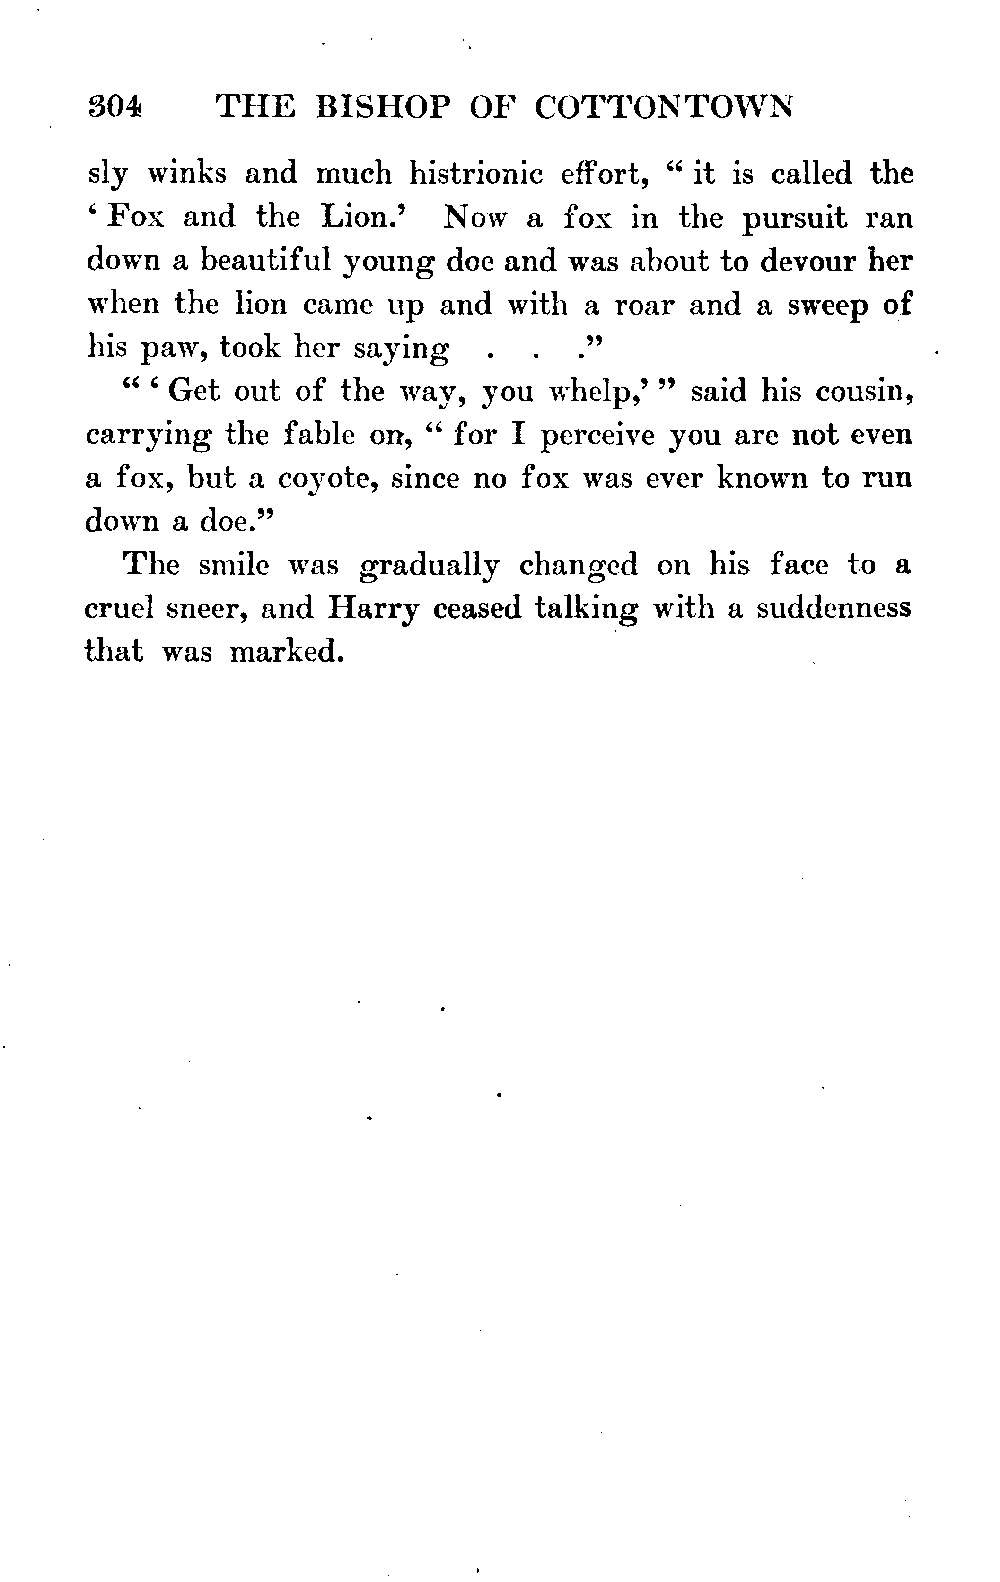 304 THE BISHOP OF COTTONTOWN
sly winks and much histrionic effort, “ it is called the
‘ Fox and the Lion.’ Now a fox in the pursuit ran
down a beautiful young doe and was about to devour her
when the lion came up and with a roar and a sweep of
his paw, took her saying . . .”
“ ‘ Get out of the way, you whelp,’ ” said his cousin,
carrying the fable on, “ for I perceive you are not even
a fox, but a coyote, since no fox was ever known to run
down a doe.”
The smile was gradually changed on his face to a
cruel sneer, and Harry ceased talking with a suddenness
that was marked.